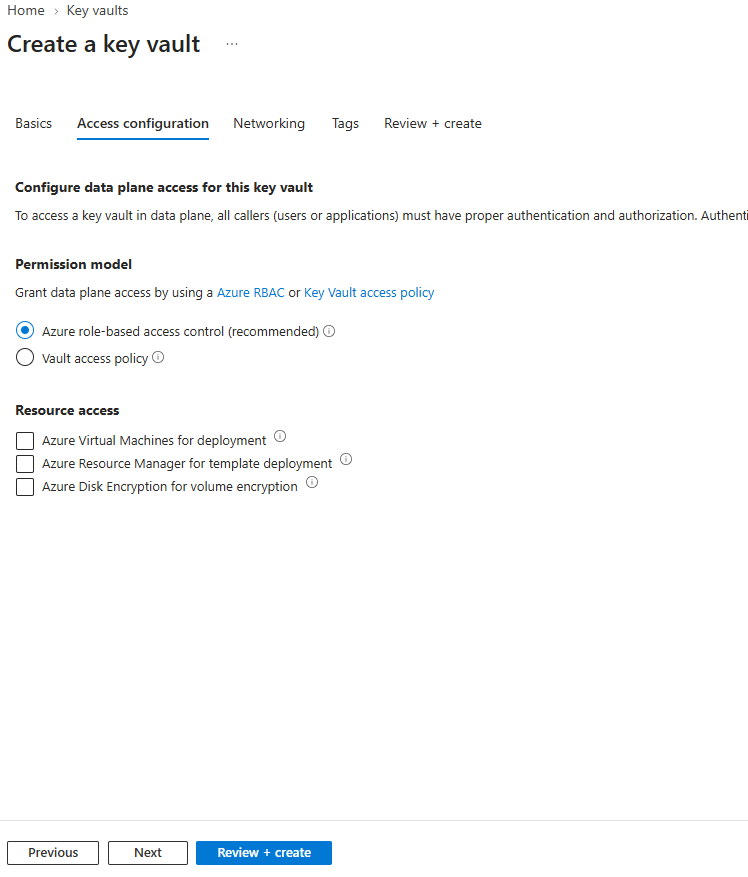 Home > Key vaults
Create a key vault ...
Basics Access configuration Networking Tags Review + create
Configure data plane access for this key vault
To access a key vault in data plane, all callers (users or applications) must have proper authentication and authorization. Authenti
Permission model
Grant data plane access by using a Azure RBAC or Key Vault access policy
Azure role-based access control (recommended)
Vault access policy
Resource access
Azure Virtual Machines for deployment
Azure Resource Manager for template deployment
Azure Disk Encryption for volume encryption
Previous Next Review + create